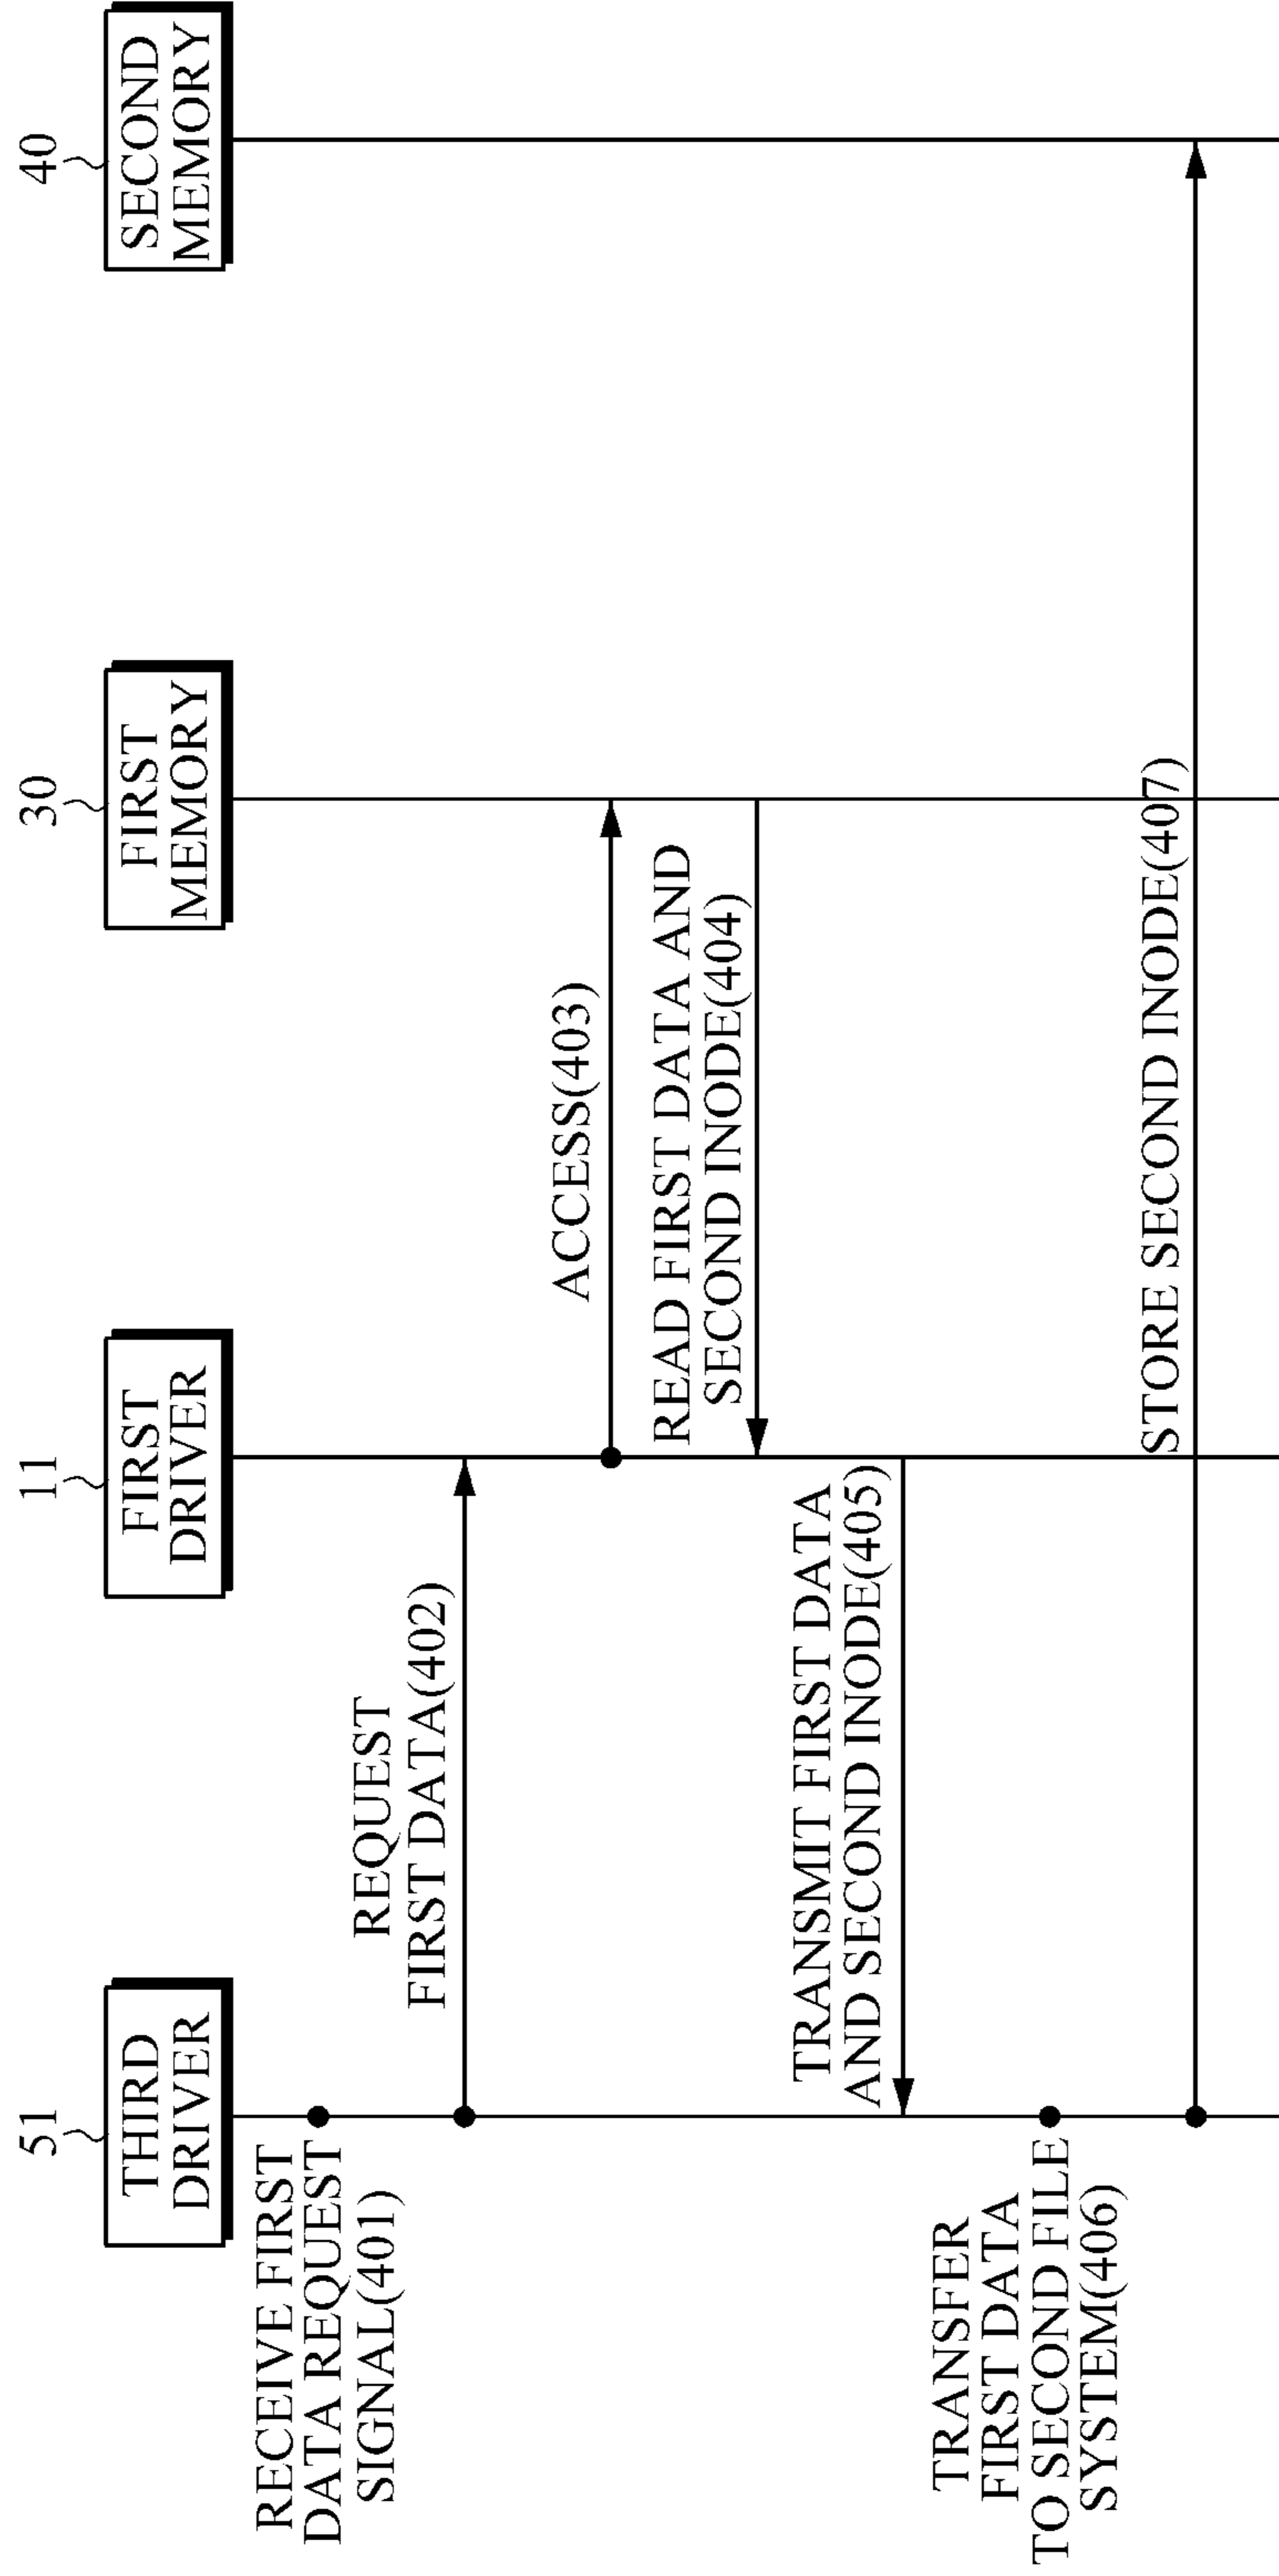 51
THIRD
DRIVER
11
FIRST
DRIVER
30
FIRST
MEMORY
40
SECOND
MEMORY
RECEIVE FIRST
DATA REQUEST
SIGNAL(401)
REQUEST
FIRST DATA(402)
ACCESS(403)
READ FIRST DATA AND
SECOND INODE(404)
TRANSMIT FIRST DATA
AND SECOND INODE(405)
TRANSFER
FIRST DATA
TO SECOND FILE
SYSTEM(406)
STORE SECOND INODE(407)